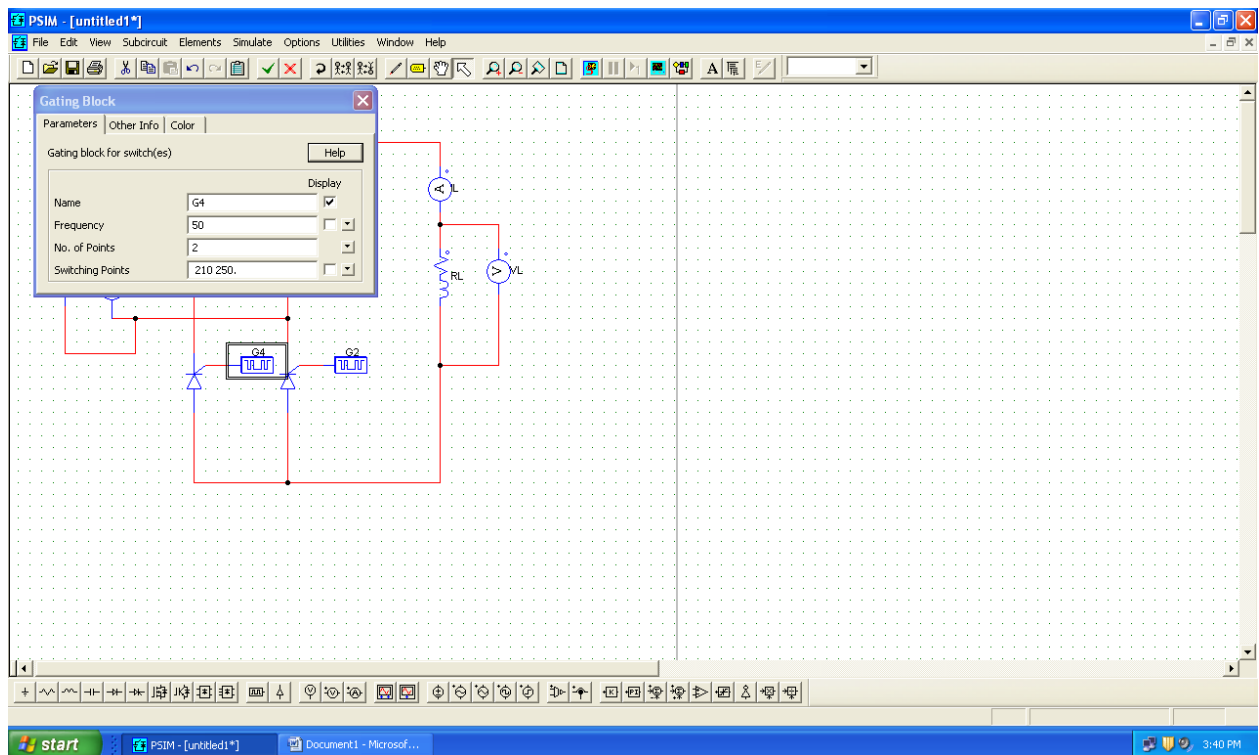 PSIM - [untitled1*]
File Edit View Subcircuit Elements Simulate Options Utilities Window Help
A
Gating Block
Parameters Other Info Color
Gating block for switch(es) Help
Display
Name G4
Frequency 50
No. of Points 2
Switching Points 210 250.
A
RL
V VL
G4 G2
start PSIM - [untitled1*] Document1 - Microsof... 3:40 PM